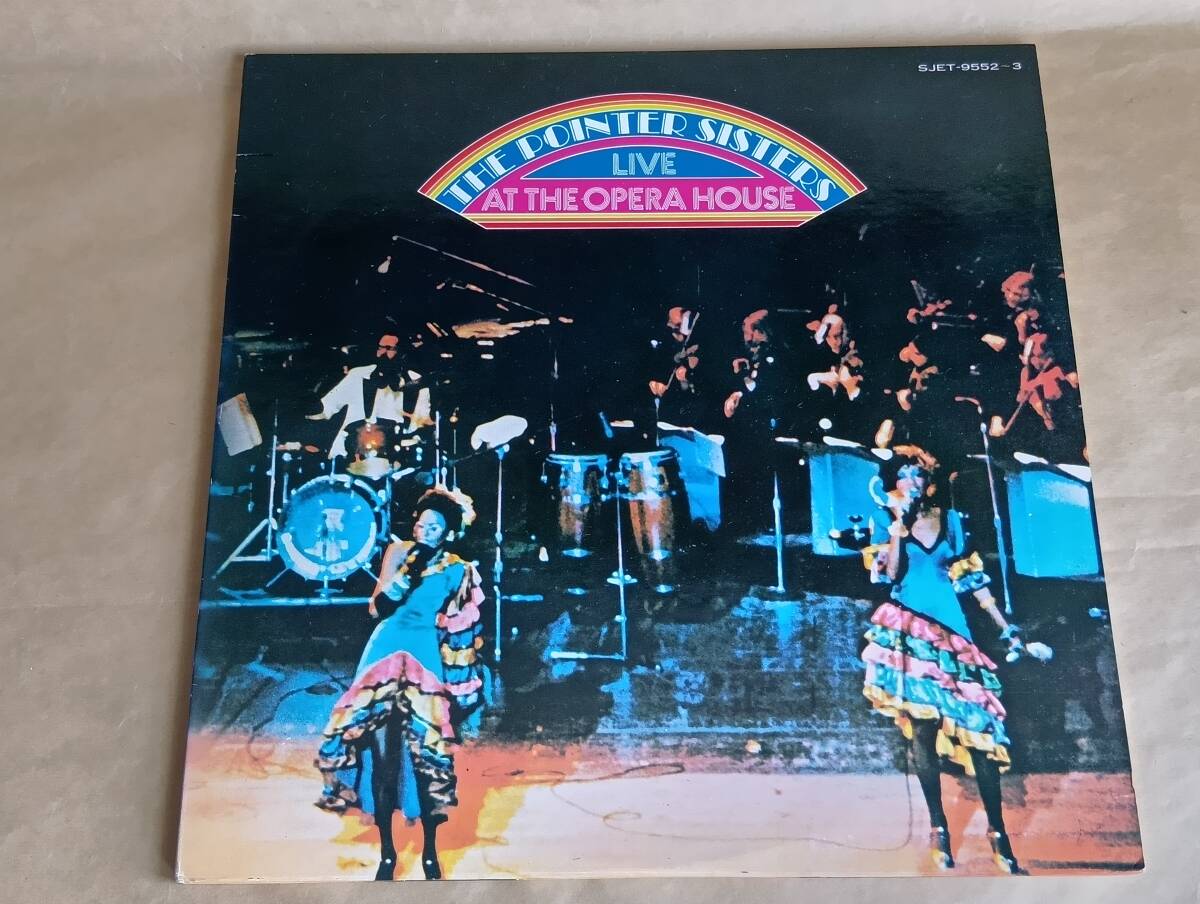 SJET-9552~3
THE POINTER SISTERS
LIVE
AT THE OPERA HOUSE